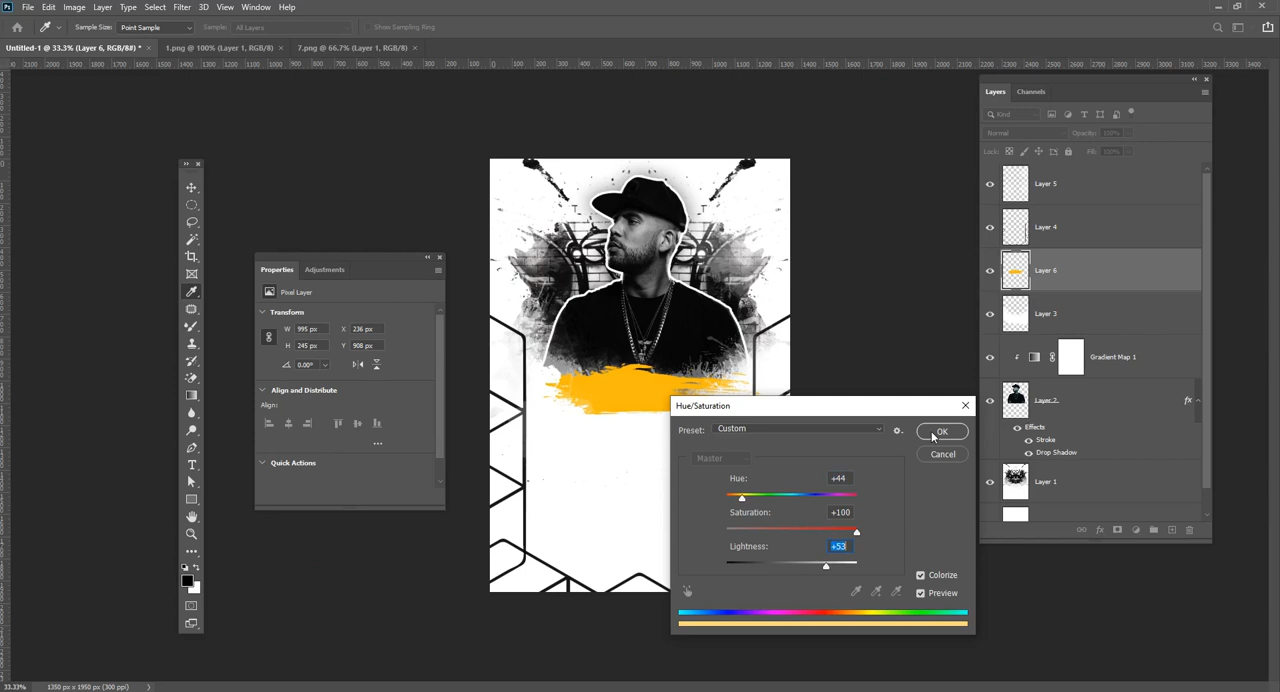 Ps File Edit Image Layer Type Select Filter 3D View Window Help
Sample Size: Point Sample Sample: All Layers Show Sampling Ring
Untitled-1 @ 33.3% (Layer 6, RGB/8#) * × 1.png @ 100% (Layer 1, RGB/8) × 7.png @ 66.7% (Layer 1, RGB/8) ×
Layers Channels
Kind
Normal Opacity: 100%
Lock: Fill: 100%
Layer 5
Layer 4
Layer 6
Layer 3
Gradient Map 1
Layer 2
fx
Effects
Stroke
Drop Shadow
Layer 1
fx
Properties Adjustments
Pixel Layer
Transform
W 995 px X 236 px
H 245 px Y 908 px
0.00°
Align and Distribute
Align:
Quick Actions
Hue/Saturation
Preset: Custom
OK
Cancel
Master
Hue: +44
Saturation: +100
Lightness: +53
Colorize
Preview
33.33% 1350 px x 1950 px (300 ppi)